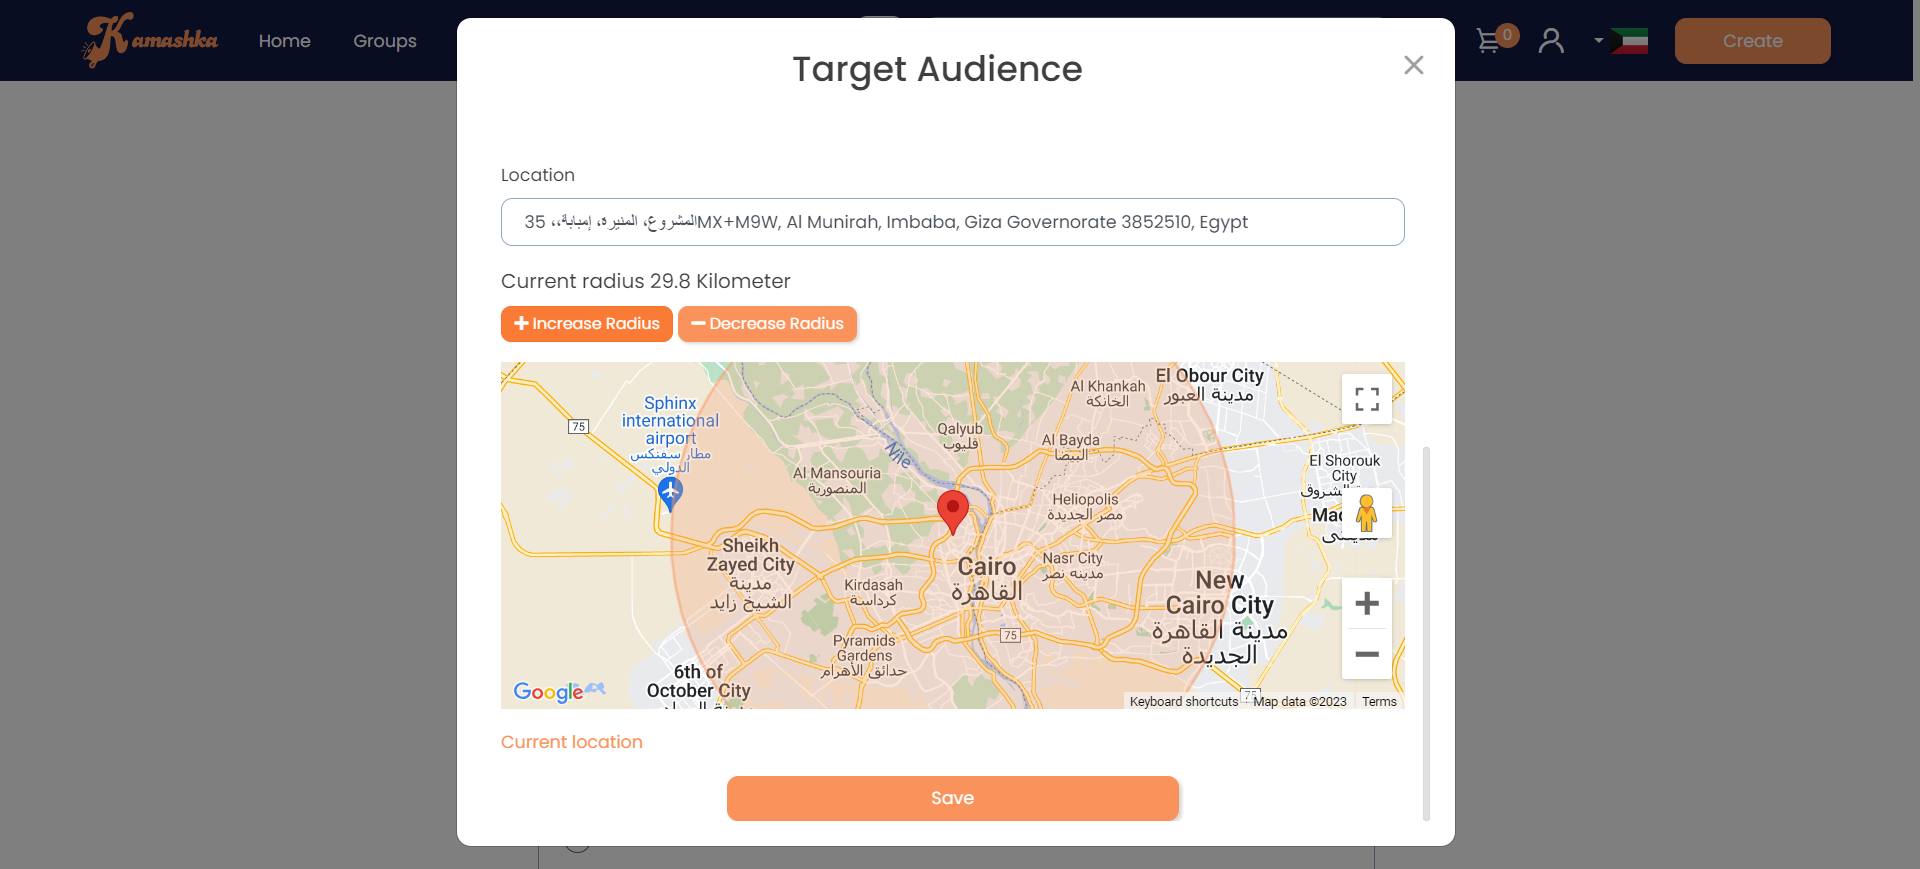 Kamashka
Home
Groups
0
Create
Target Audience
Location
35 ،،المشروع، المنيرة، إمبابةMX+M9W, Al Munirah, Imbaba, Giza Governorate 3852510, Egypt
Current radius 29.8 Kilometer
Increase Radius
Decrease Radius
Al Khankah
الخانكة
El Obour City
مدينة العبور
Sphinx
international
airport
مطار سفنكس
الدولي
75
Qalyub
قليوب
Al Bayda
البيضا
Nile
El Shorouk
City
الشروق
Al Mansouria
المنصورية
Heliopolis
مصر الجديدة
Sheikh
Zayed City
مدينة
الشيخ زايد
Cairo
القاهرة
Nasr City
مدينه نصر
Kirdasah
كرداسة
New
Cairo City
مدينة القاهرة
الجديدة
75
Pyramids
Gardens
حدائق الأهرام
6th of
October City
Google
75
Keyboard shortcuts
Map data ©2023
Terms
Current location
Save